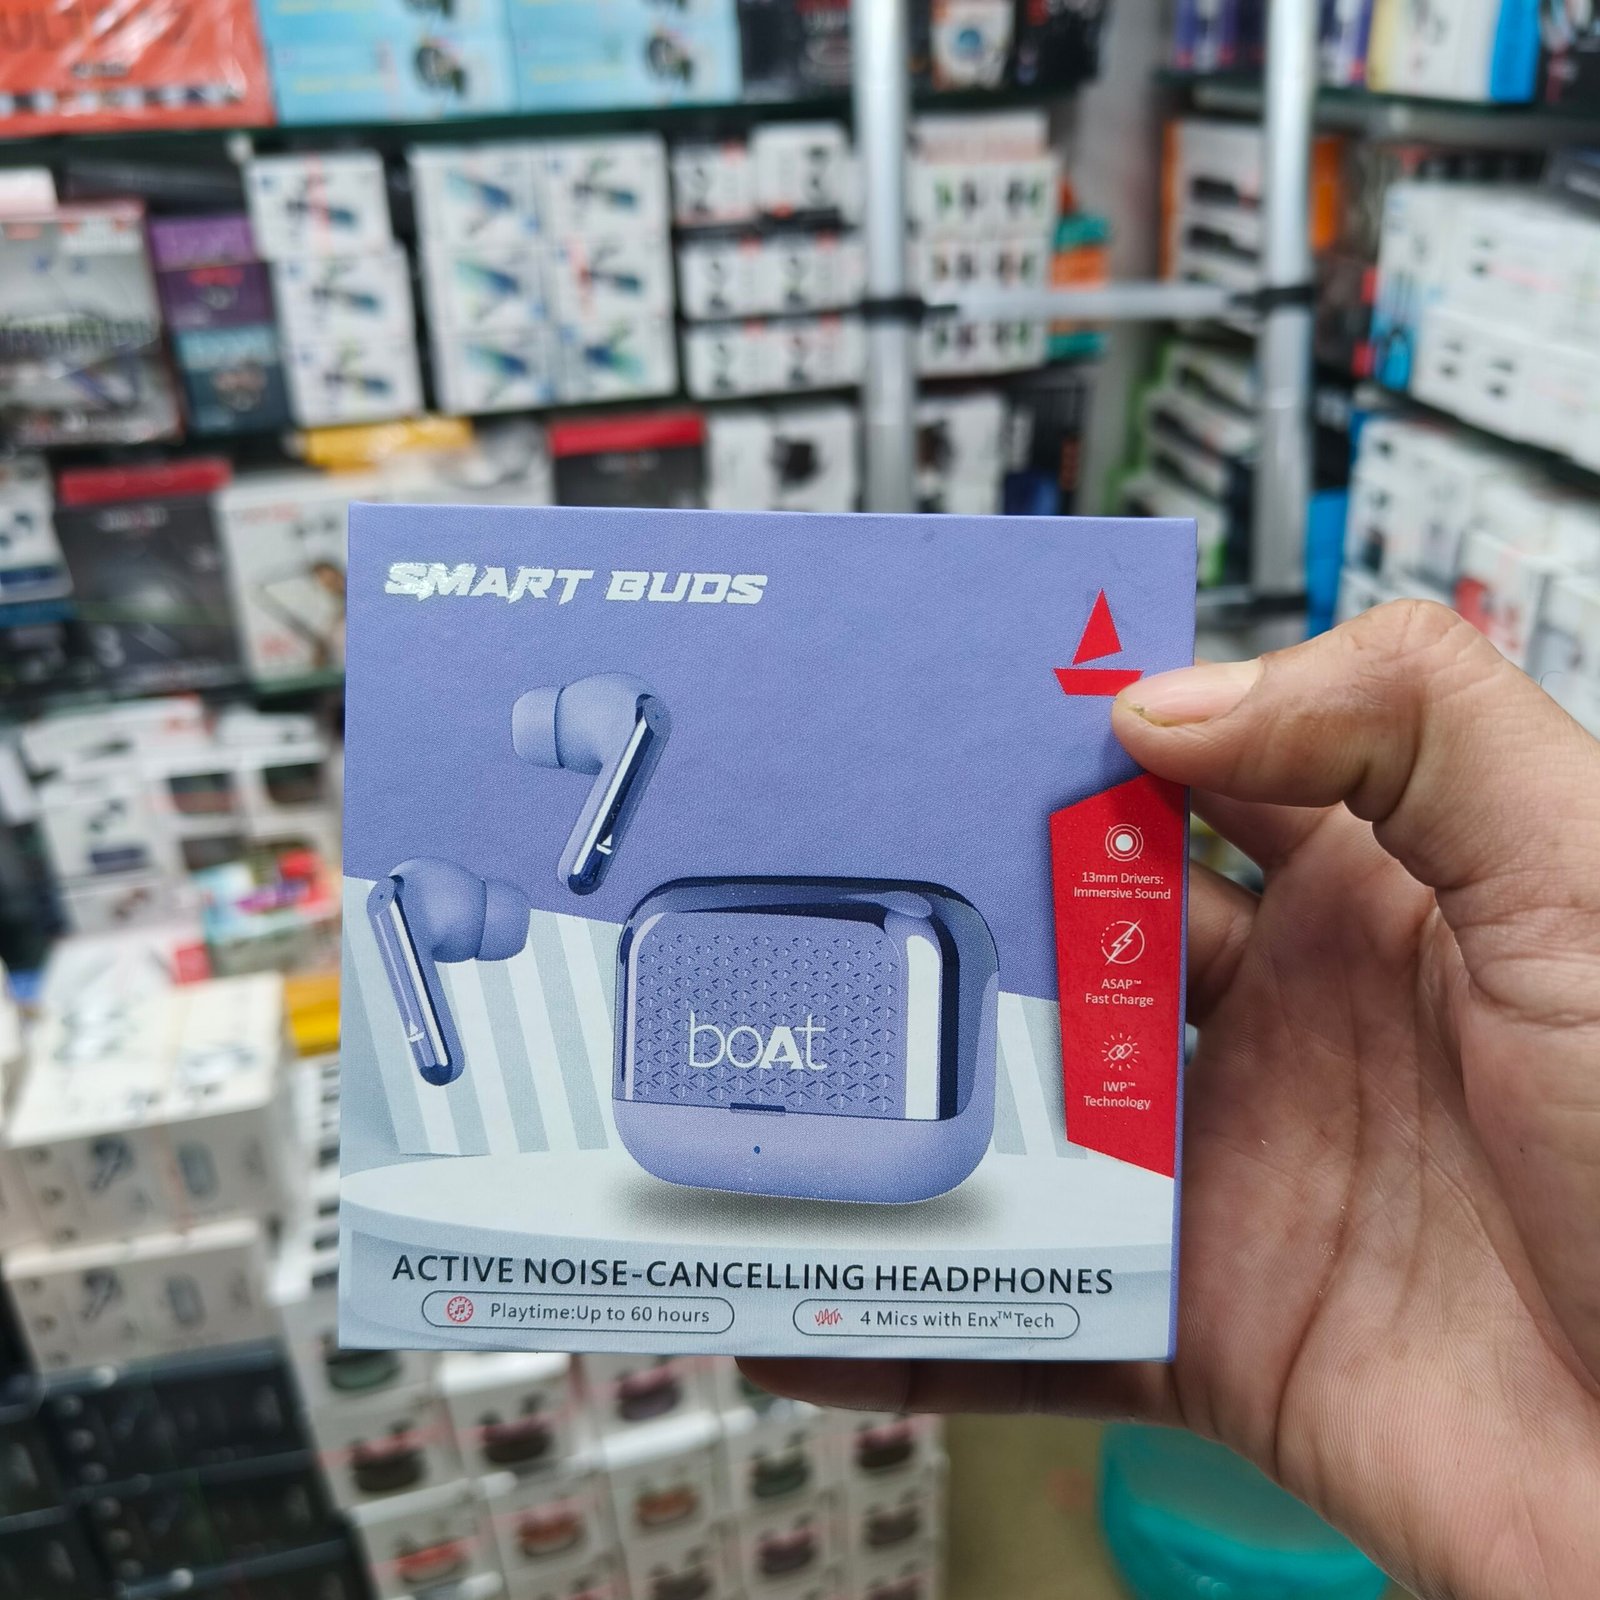 SMART BUDS
boAt
13mm Drivers:
Immersive Sound
ASAP™
Fast Charge
IWP™
Technology
ACTIVE NOISE-CANCELLING HEADPHONES
Playtime:Up to 60 hours
4 Mics with Enx™Tech